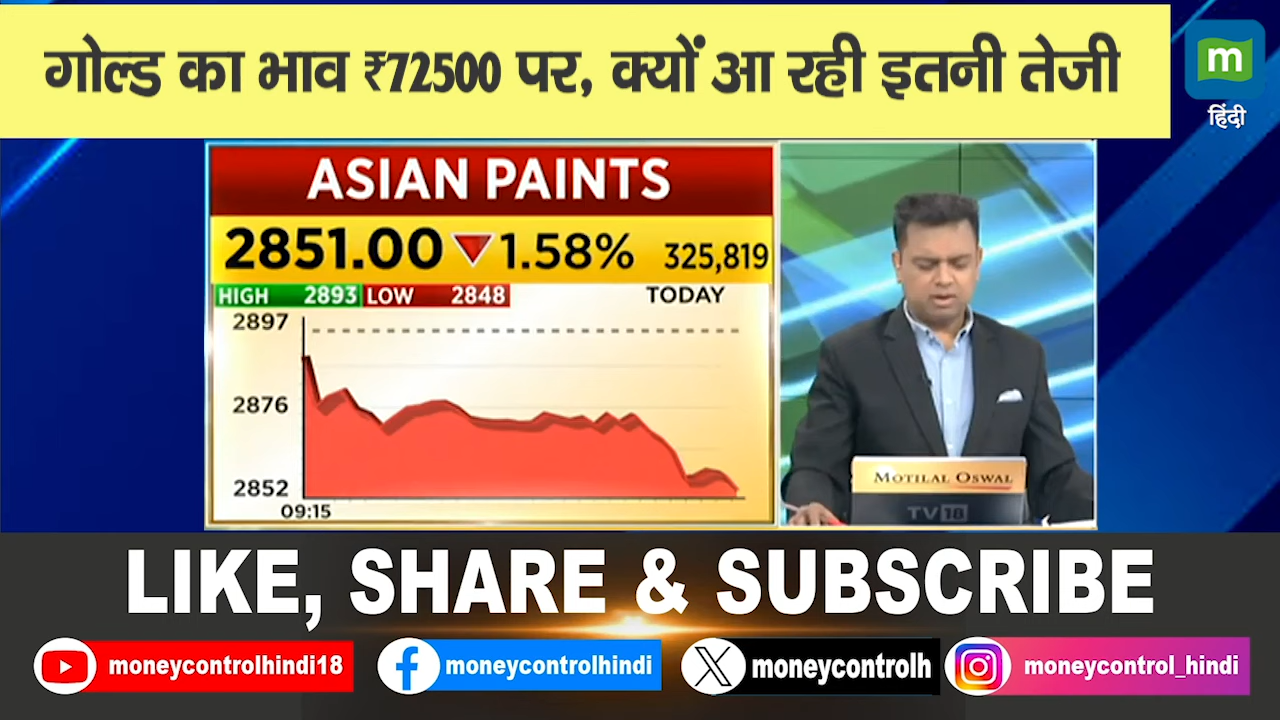 गोल्ड का भाव ₹72500 पर, क्यों आ रही इतनी तेजी
m
हिंदी
ASIAN PAINTS
2851.00 1.58% 325,819
HIGH 2893 LOW 2848 TODAY
2897
2876
2852
09:15
MOTILAL OSWAL
TV18
LIKE, SHARE & SUBSCRIBE
moneycontrolhindi18 moneycontrolhindi moneycontrolh moneycontrol_hindi